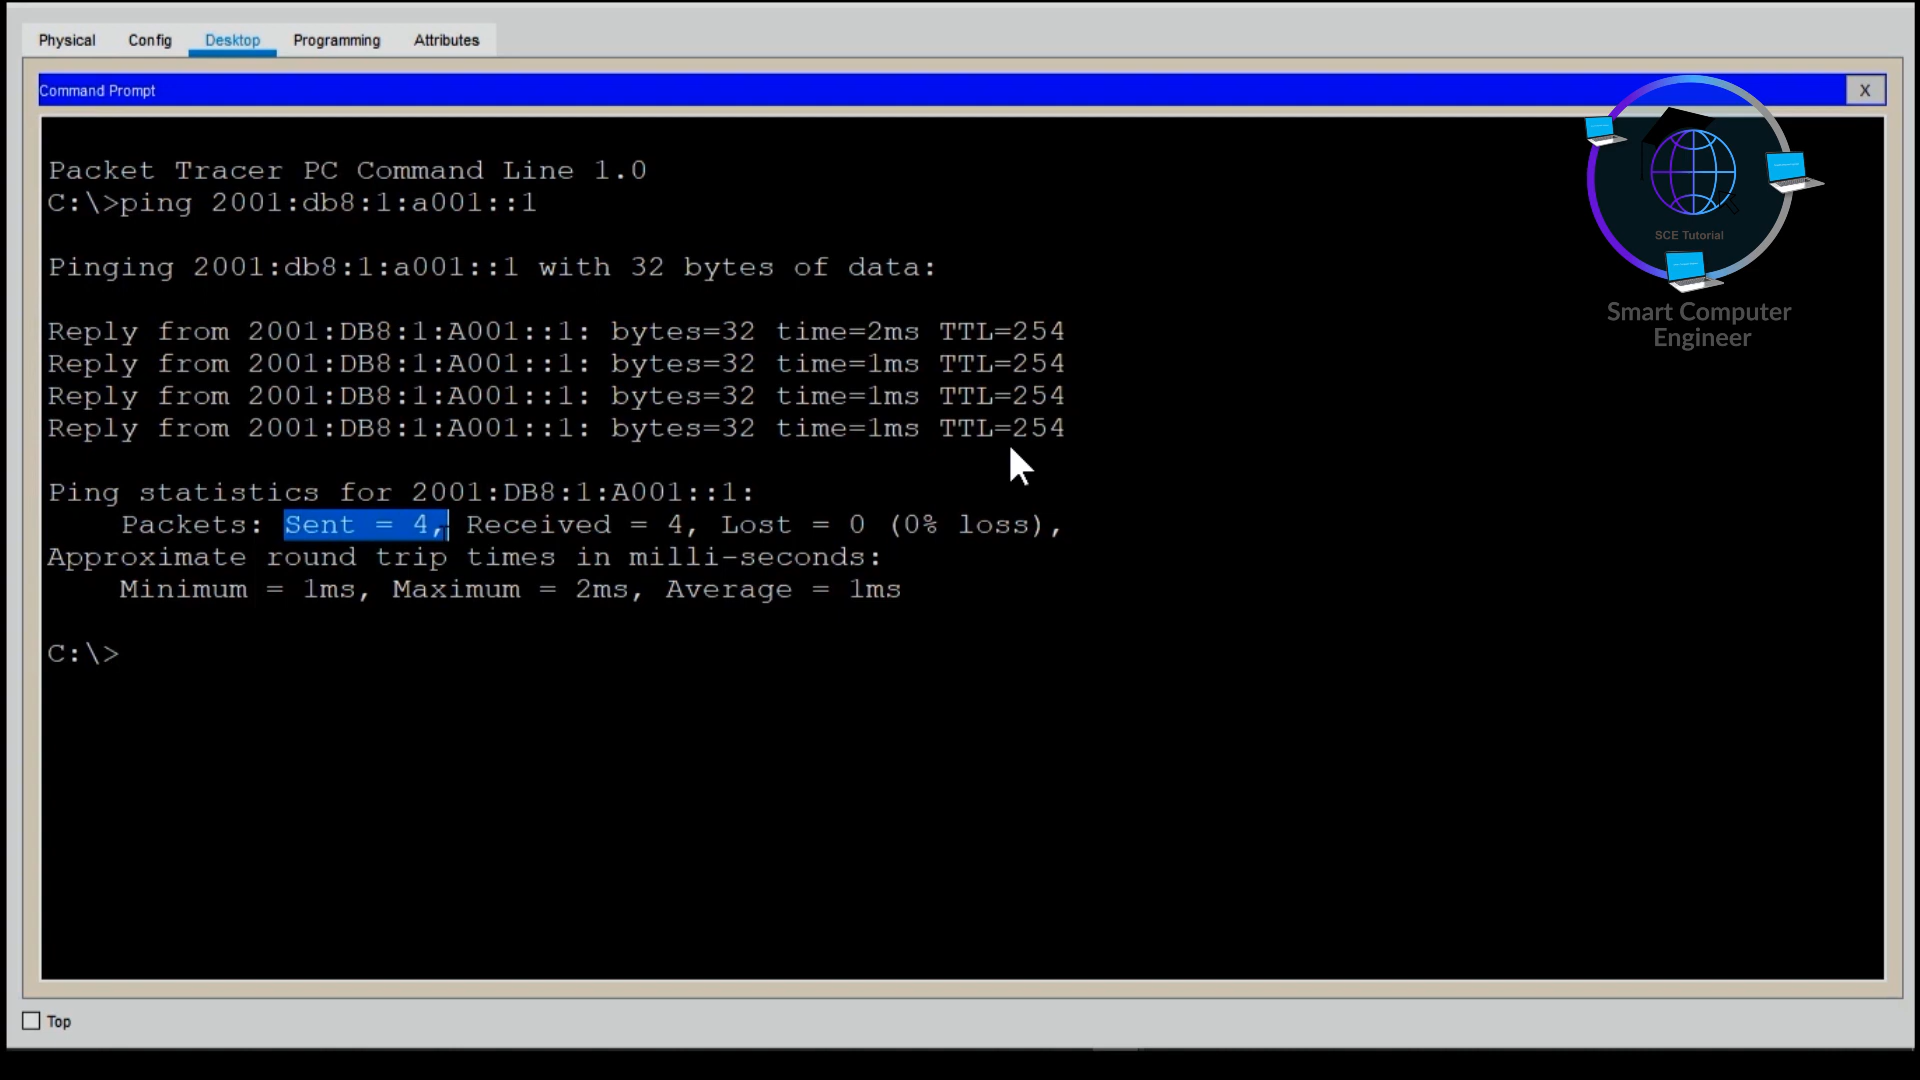 Physical Config Desktop Programming Attributes
Command Prompt
X
Packet Tracer PC Command Line 1.0
C:\>ping 2001:db8:1:a001::1
Pinging 2001:db8:1:a001::1 with 32 bytes of data:
Reply from 2001:DB8:1:A001::1: bytes=32 time=2ms TTL=254
Reply from 2001:DB8:1:A001::1: bytes=32 time=1ms TTL=254
Reply from 2001:DB8:1:A001::1: bytes=32 time=1ms TTL=254
Reply from 2001:DB8:1:A001::1: bytes=32 time=1ms TTL=254
Ping statistics for 2001:DB8:1:A001::1:
Packets: Sent = 4, Received = 4, Lost = 0 (0% loss),
Approximate round trip times in milli-seconds:
Minimum = 1ms, Maximum = 2ms, Average = 1ms
C:\>
SCE Tutorial
Smart Computer
Engineer
Top